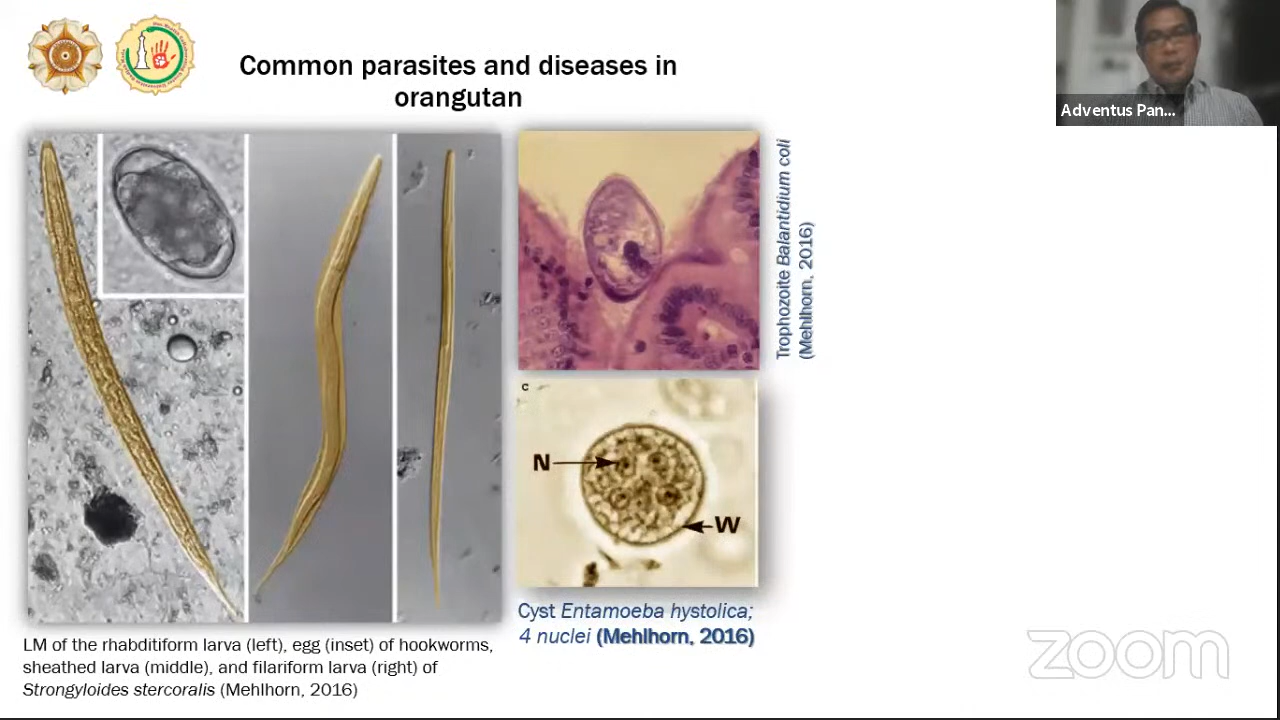 Common parasites and diseases in
orangutan
Adventus Pan...
Trophozoite Balantidium coli
(Mehlhorn, 2016)
C
N
W
Cyst Entamoeba hystolica;
4 nuclei (Mehlhorn, 2016)
LM of the rhabditiform larva (left), egg (inset) of hookworms,
sheathed larva (middle), and filariform larva (right) of
Strongyloides stercoralis (Mehlhorn, 2016)
zoom